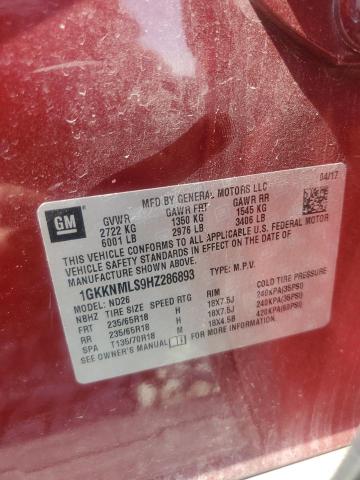 GM
MFD BY GENERAL MOTORS LLC 04/17
GVWR GAWR FRT GAWR RR
2722 KG 1350 KG 1545 KG
6001 LB 2976 LB 3406 LB
THIS VEHICLE CONFORMS TO ALL APPLICABLE U.S. FEDERAL MOTOR
VEHICLE SAFETY STANDARDS IN EFFECT ON THE DATE OF
MANUFACTURE SHOWN ABOVE.
1GKKNMLS9HZ286893 TYPE: M.P.V.
MODEL: ND26
NBHZ TIRE SIZE SPEED RTG RIM COLD TIRE PRESSURE
FRT 235/65R18 H 18X7.5J 240KPA(35PSI)
RR 235/65R18 H 18X7.5J 240KPA(35PSI)
SPA T135/70R18 M 18X4.5B 420KPA(60PSI)
SEE OWNER'S MANUAL FOR ADDITIONAL INFORMATION.